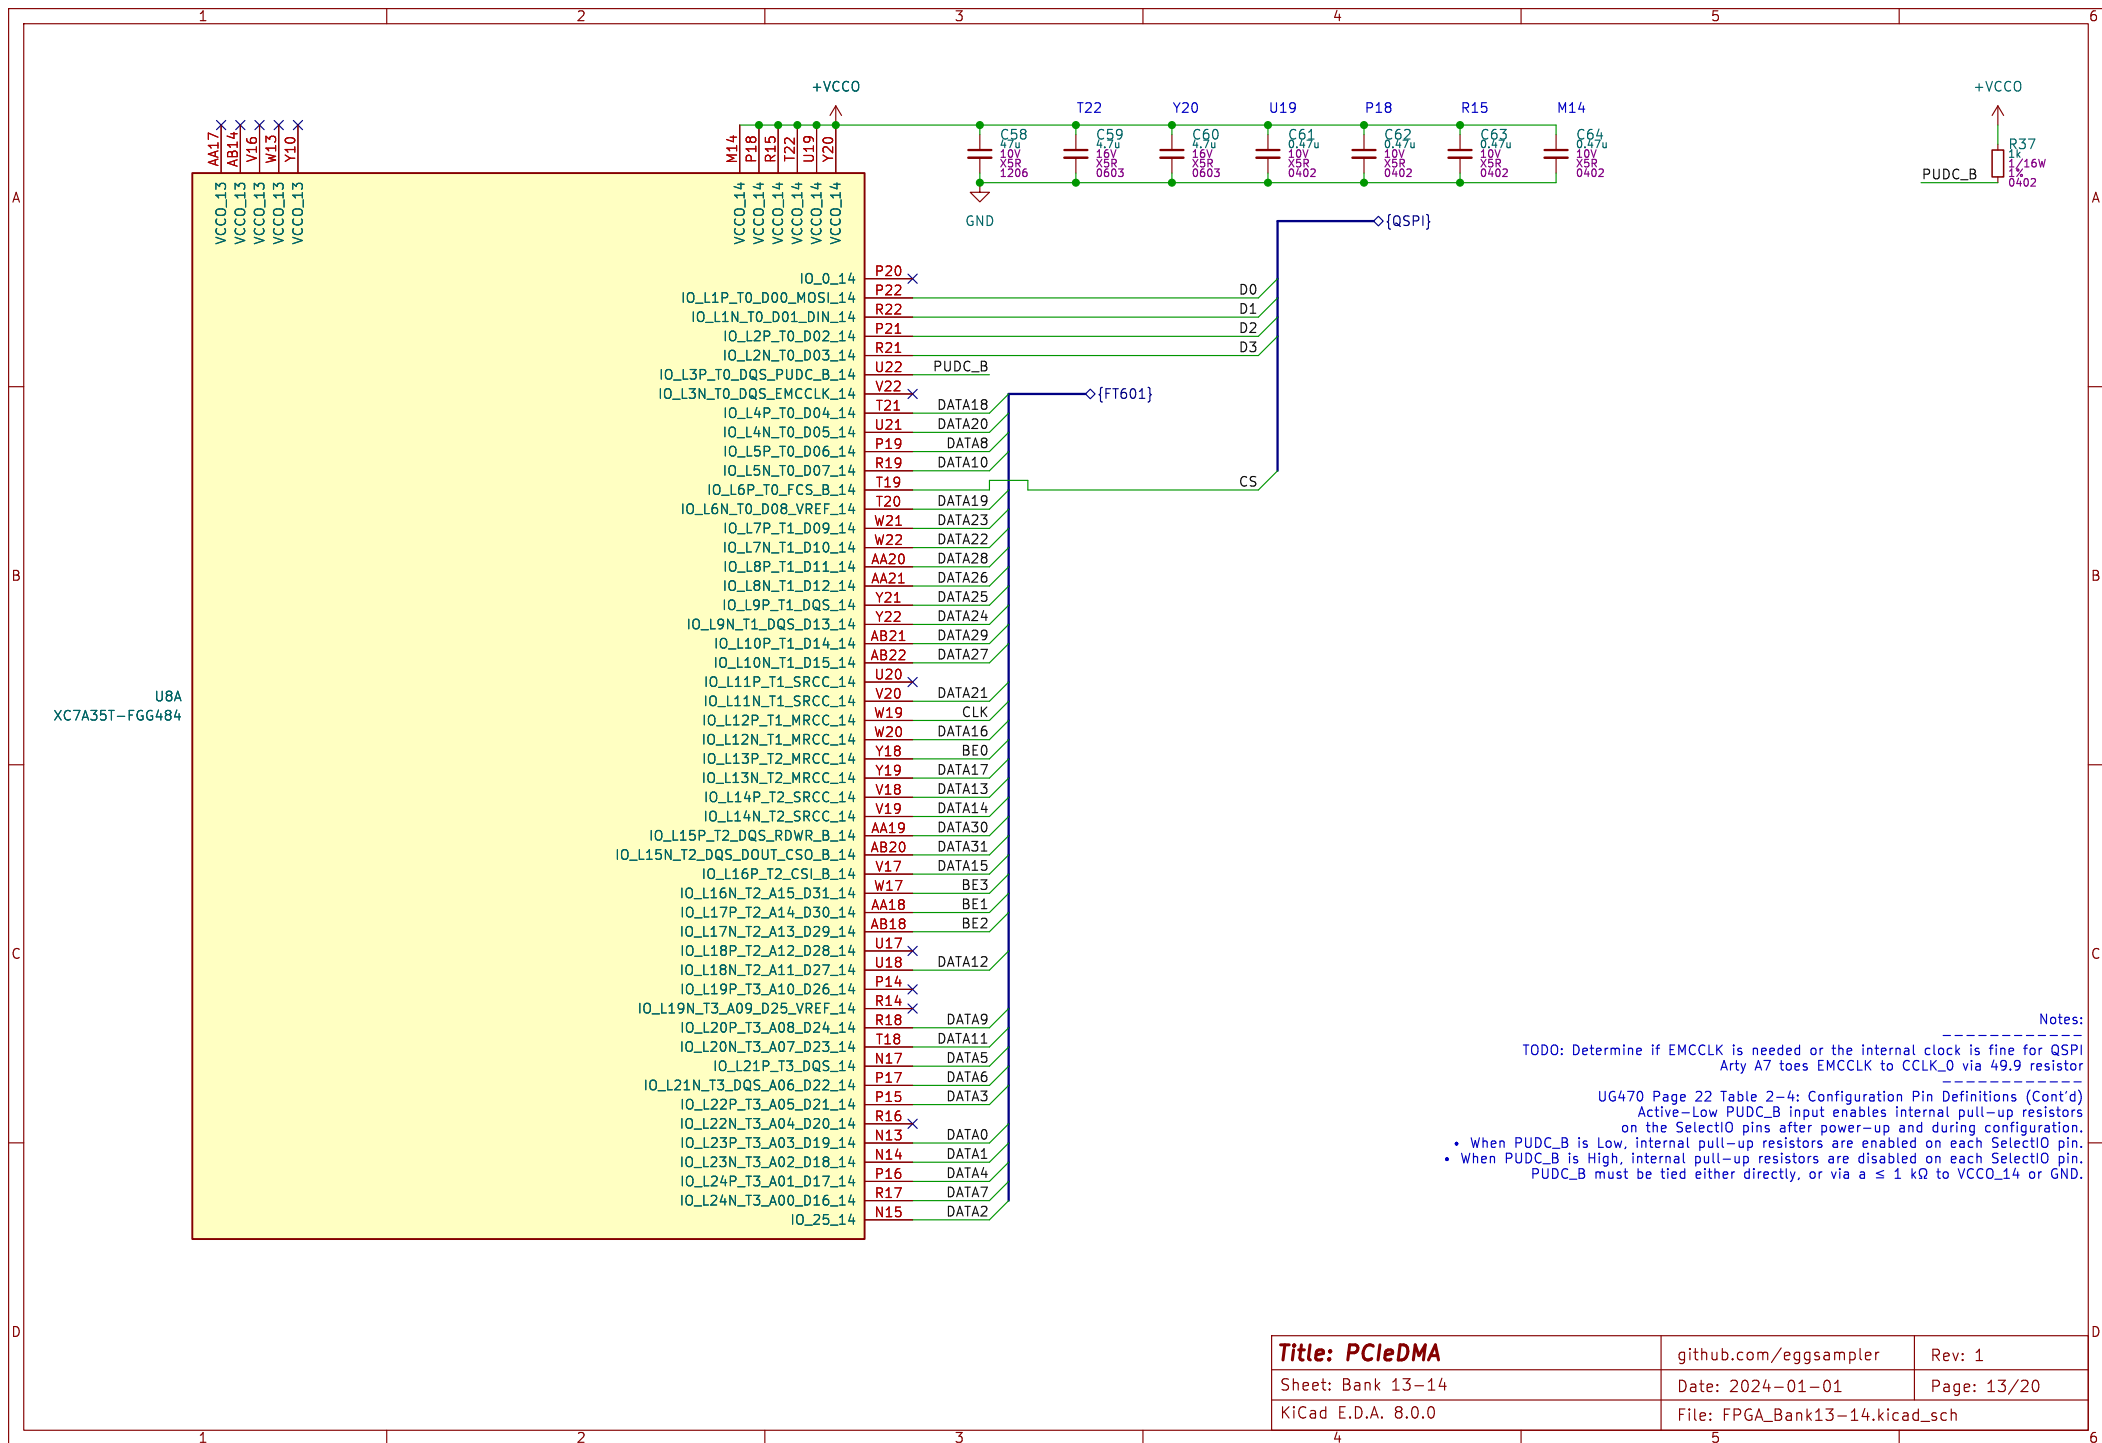 1 2 3 4 5 6
+VCCO
+VCCO
T22 Y20 U19 P18 R15 M14
AA17 AB14 V16 W13 Y10
M14 P18 R15 T22 U19 Y20
C58 47u 10V X5R 1206
C59 4.7u 16V X5R 0603
C60 4.7u 16V X5R 0603
C61 0.47u 10V X5R 0402
C62 0.47u 10V X5R 0402
C63 0.47u 10V X5R 0402
C64 0.47u 10V X5R 0402
R37 1k 1/16W 1% 0402
PUDC_B
A A
VCCO_13 VCCO_13 VCCO_13 VCCO_13 VCCO_13
VCCO_14 VCCO_14 VCCO_14 VCCO_14 VCCO_14 VCCO_14
GND
{QSPI}
IO_0_14 P20
IO_L1P_T0_D00_MOSI_14 P22 D0
IO_L1N_T0_D01_DIN_14 R22 D1
IO_L2P_T0_D02_14 P21 D2
IO_L2N_T0_D03_14 R21 D3
IO_L3P_T0_DQS_PUDC_B_14 U22 PUDC_B
IO_L3N_T0_DQS_EMCCLK_14 V22 {FT601}
IO_L4P_T0_D04_14 T21 DATA18
IO_L4N_T0_D05_14 U21 DATA20
IO_L5P_T0_D06_14 P19 DATA8
IO_L5N_T0_D07_14 R19 DATA10
IO_L6P_T0_FCS_B_14 T19 CS
IO_L6N_T0_D08_VREF_14 T20 DATA19
IO_L7P_T1_D09_14 W21 DATA23
IO_L7N_T1_D10_14 W22 DATA22
IO_L8P_T1_D11_14 AA20 DATA28
B B
IO_L8N_T1_D12_14 AA21 DATA26
IO_L9P_T1_DQS_14 Y21 DATA25
IO_L9N_T1_DQS_D13_14 Y22 DATA24
IO_L10P_T1_D14_14 AB21 DATA29
IO_L10N_T1_D15_14 AB22 DATA27
IO_L11P_T1_SRCC_14 U20
U8A
IO_L11N_T1_SRCC_14 V20 DATA21
XC7A35T-FGG484
IO_L12P_T1_MRCC_14 W19 CLK
IO_L12N_T1_MRCC_14 W20 DATA16
IO_L13P_T2_MRCC_14 Y18 BE0
IO_L13N_T2_MRCC_14 Y19 DATA17
IO_L14P_T2_SRCC_14 V18 DATA13
IO_L14N_T2_SRCC_14 V19 DATA14
IO_L15P_T2_DQS_RDWR_B_14 AA19 DATA30
IO_L15N_T2_DQS_DOUT_CSO_B_14 AB20 DATA31
IO_L16P_T2_CSI_B_14 V17 DATA15
IO_L16N_T2_A15_D31_14 W17 BE3
IO_L17P_T2_A14_D30_14 AA18 BE1
IO_L17N_T2_A13_D29_14 AB18 BE2
IO_L18P_T2_A12_D28_14 U17
C C
IO_L18N_T2_A11_D27_14 U18 DATA12
IO_L19P_T3_A10_D26_14 P14
IO_L19N_T3_A09_D25_VREF_14 R14
IO_L20P_T3_A08_D24_14 R18 DATA9
IO_L20N_T3_A07_D23_14 T18 DATA11
IO_L21P_T3_DQS_14 N17 DATA5
IO_L21N_T3_DQS_A06_D22_14 P17 DATA6
IO_L22P_T3_A05_D21_14 P15 DATA3
IO_L22N_T3_A04_D20_14 R16
IO_L23P_T3_A03_D19_14 N13 DATA0
IO_L23N_T3_A02_D18_14 N14 DATA1
IO_L24P_T3_A01_D17_14 P16 DATA4
IO_L24N_T3_A00_D16_14 R17 DATA7
IO_25_14 N15 DATA2
Notes:
------------
TODO: Determine if EMCCLK is needed or the internal clock is fine for QSPI
Arty A7 toes EMCCLK to CCLK_0 via 49.9 resistor
------------
UG470 Page 22 Table 2-4: Configuration Pin Definitions (Cont'd)
Active-Low PUDC_B input enables internal pull-up resistors
on the SelectIO pins after power-up and during configuration.
• When PUDC_B is Low, internal pull-up resistors are enabled on each SelectIO pin.
• When PUDC_B is High, internal pull-up resistors are disabled on each SelectIO pin.
PUDC_B must be tied either directly, or via a ≤ 1 kΩ to VCCO_14 or GND.
D D
Title: PCIeDMA
github.com/eggsampler
Rev: 1
Sheet: Bank 13-14
Date: 2024-01-01
Page: 13/20
KiCad E.D.A. 8.0.0
File: FPGA_Bank13-14.kicad_sch
1 2 3 4 5 6